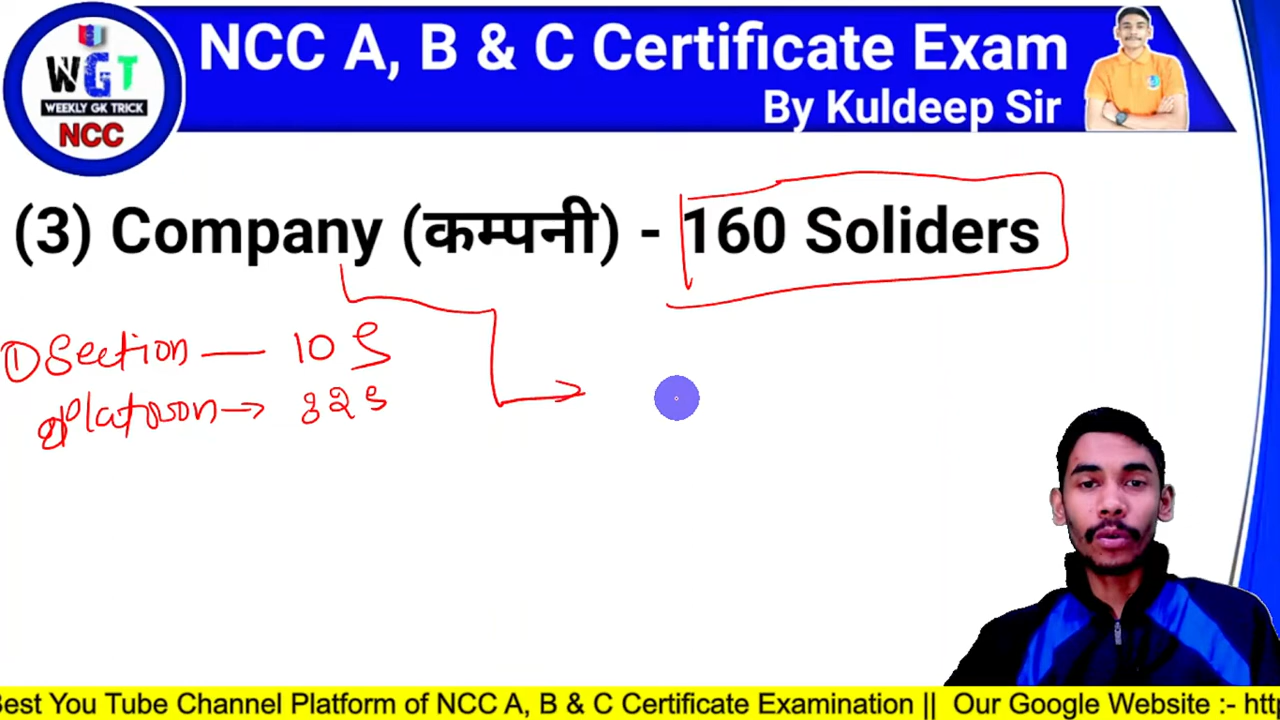 WGT
WEEKLY GK TRICK
NCC
NCC A, B & C Certificate Exam
By Kuldeep Sir
(3) Company (कम्पनी) - 160 Soliders
① Section — 10 S
② Platoon → 32 S
Best You Tube Channel Platform of NCC A, B & C Certificate Examination || Our Google Website :- htt